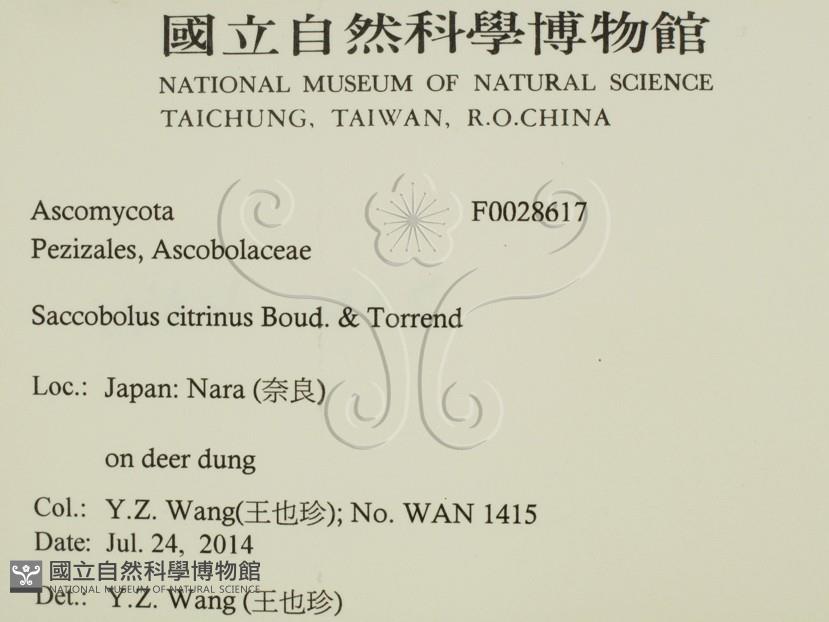 國立自然科學博物館
NATIONAL MUSEUM OF NATURAL SCIENCE
TAICHUNG, TAIWAN, R.O.CHINA
Ascomycota F0028617
Pezizales, Ascobolaceae
Saccobolus citrinus Boud. & Torrend
Loc.: Japan: Nara (奈良)
on deer dung
Col.: Y.Z. Wang(王也珍); No. WAN 1415
Date: Jul. 24, 2014
國立自然科學博物館
NATIONAL MUSEUM OF NATURAL SCIENCE
Det.: Y.Z. Wang (王也珍)